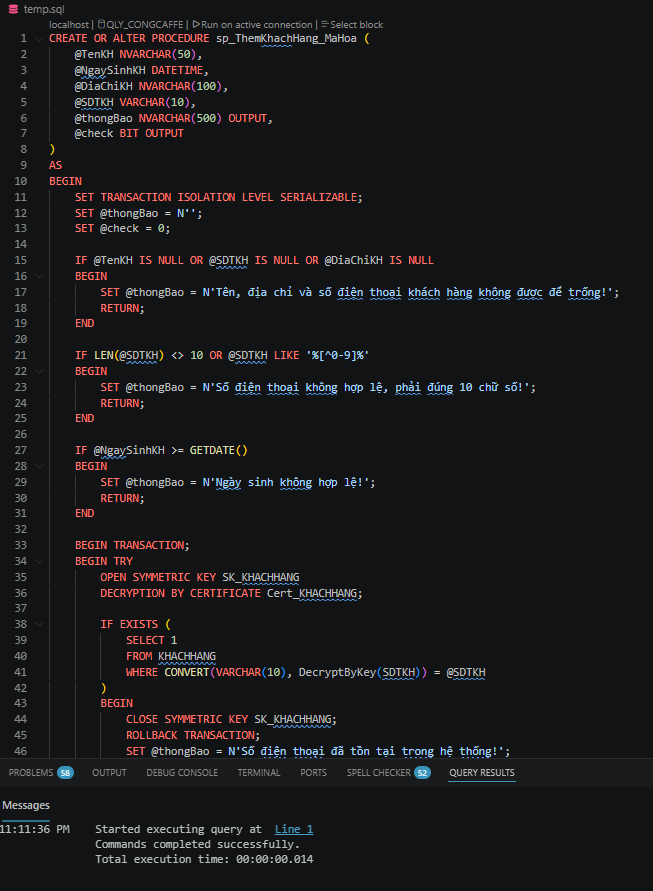 temp.sql
localhost | QLY_CONGCAFFE | Run on active connection | Select block
1 CREATE OR ALTER PROCEDURE sp_ThemKhachHang_MaHoa (
2 @TenKH NVARCHAR(50),
3 @NgaySinhKH DATETIME,
4 @DiaChiKH NVARCHAR(100),
5 @SDTKH VARCHAR(10),
6 @thongBao NVARCHAR(500) OUTPUT,
7 @check BIT OUTPUT
8 )
9 AS
10 BEGIN
11 SET TRANSACTION ISOLATION LEVEL SERIALIZABLE;
12 SET @thongBao = N'';
13 SET @check = 0;
14
15 IF @TenKH IS NULL OR @SDTKH IS NULL OR @DiaChiKH IS NULL
16 BEGIN
17 SET @thongBao = N'Tên, địa chỉ và số điện thoại khách hàng không được để trống!';
18 RETURN;
19 END
20
21 IF LEN(@SDTKH) <> 10 OR @SDTKH LIKE '%[^0-9]%'
22 BEGIN
23 SET @thongBao = N'Số điện thoại không hợp lệ, phải đúng 10 chữ số!';
24 RETURN;
25 END
26
27 IF @NgaySinhKH >= GETDATE()
28 BEGIN
29 SET @thongBao = N'Ngày sinh không hợp lệ!';
30 RETURN;
31 END
32
33 BEGIN TRANSACTION;
34 BEGIN TRY
35 OPEN SYMMETRIC KEY SK_KHACHHANG
36 DECRYPTION BY CERTIFICATE Cert_KHACHHANG;
37
38 IF EXISTS (
39 SELECT 1
40 FROM KHACHHANG
41 WHERE CONVERT(VARCHAR(10), DecryptByKey(SDTKH)) = @SDTKH
42 )
43 BEGIN
44 CLOSE SYMMETRIC KEY SK_KHACHHANG;
45 ROLLBACK TRANSACTION;
46 SET @thongBao = N'Số điện thoại đã tồn tại trong hệ thống!';
PROBLEMS 58 OUTPUT DEBUG CONSOLE TERMINAL PORTS SPELL CHECKER 52 QUERY RESULTS
Messages
11:11:36 PM Started executing query at Line 1
Commands completed successfully.
Total execution time: 00:00:00.014